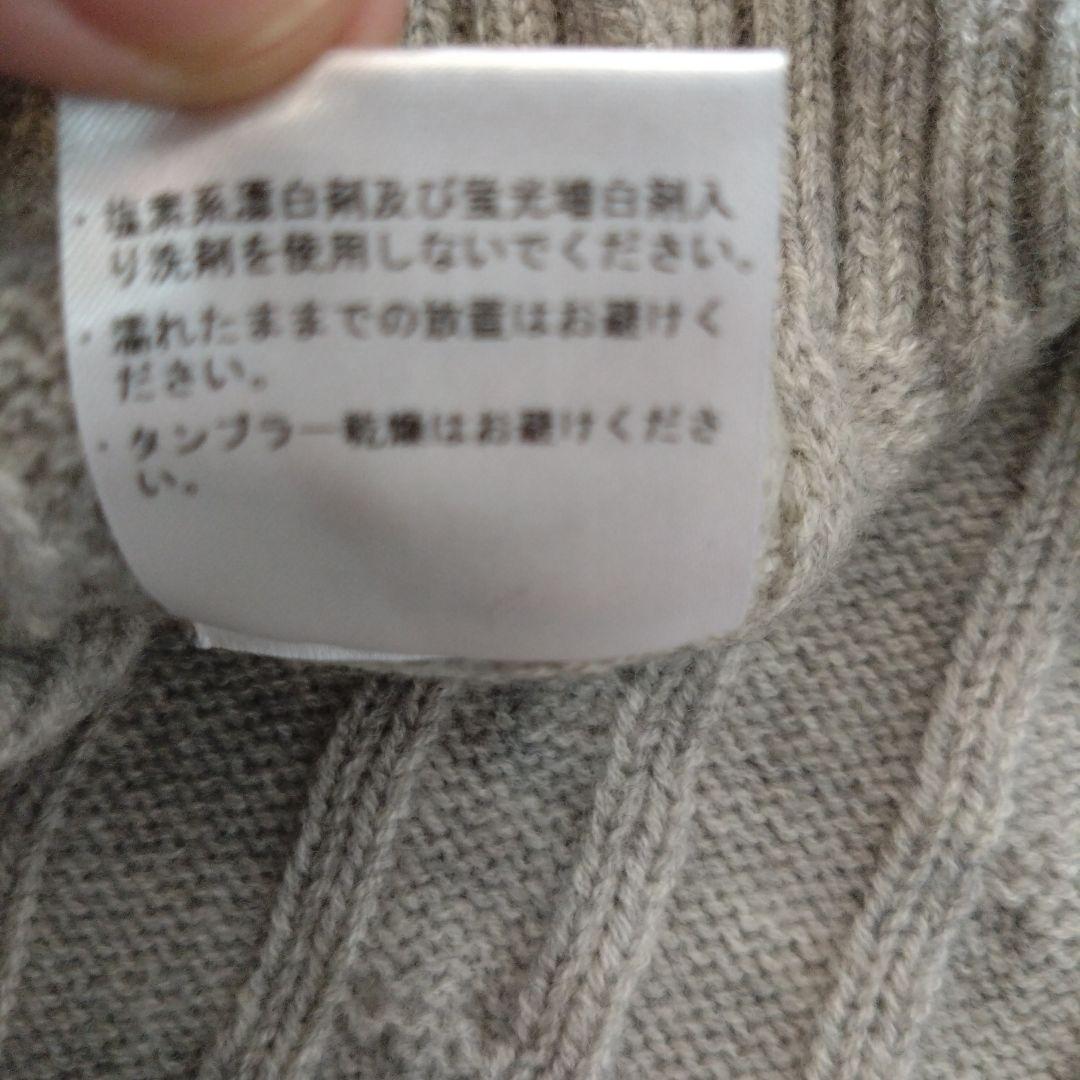 ・塩素系漂白剤及び蛍光増白剤入
り洗剤を使用しないでください。
・濡れたままでの放置はお避けく
ださい。
・タンブラー乾燥はお避けくださ
い。